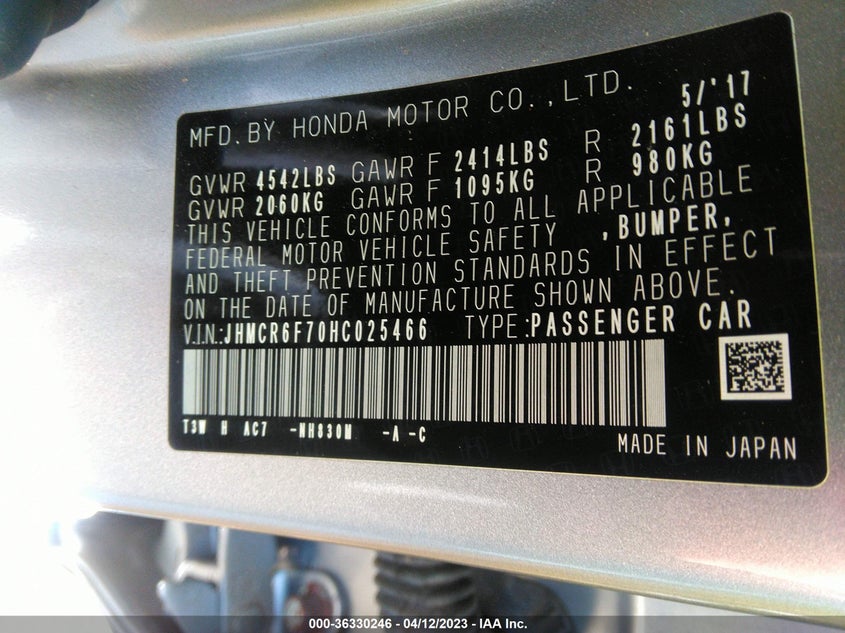 MFD. BY HONDA MOTOR CO., LTD. 5/'17
GVWR 4542LBS GAWR F 2414LBS R 2161LBS
GVWR 2060KG GAWR F 1095KG R 980KG
THIS VEHICLE CONFORMS TO ALL APPLICABLE
FEDERAL MOTOR VEHICLE SAFETY ,BUMPER,
AND THEFT PREVENTION STANDARDS IN EFFECT
ON THE DATE OF MANUFACTURE SHOWN ABOVE.
V.I.N.:JHMCR6F70HC025466 TYPE:PASSENGER CAR
T3W H AC7 -NH830M -A -C
MADE IN JAPAN
000-36330246 - 04/12/2023 - IAA Inc.